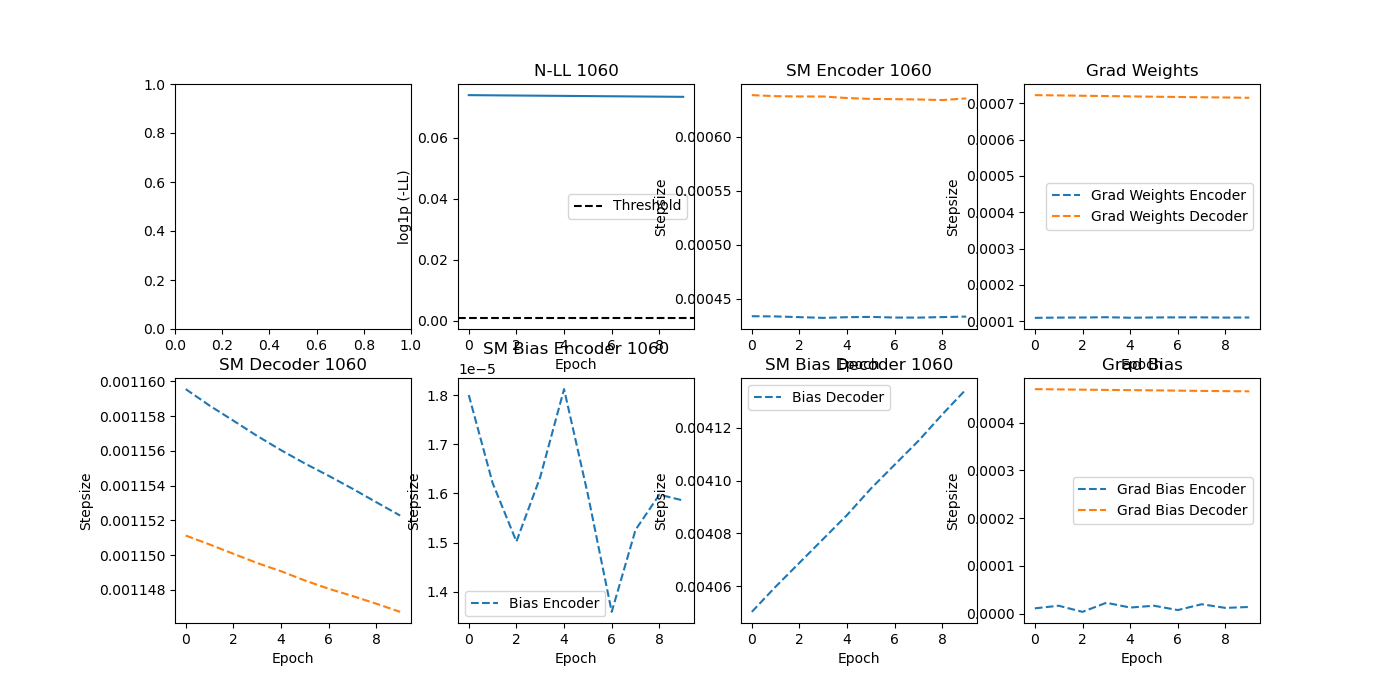 N-LL 1060
SM Encoder 1060
Grad Weights
1.0
0.8
0.6
0.4
0.2
0.0
0.0 0.2 0.4 0.6 0.8 1.0
log1p (-LL)
0.06
0.04
0.02
0.00
Threshold
0 2 4 6 8
Epoch
Stepsize
0.00060
0.00055
0.00050
0.00045
0 2 4 6 8
Epoch
Stepsize
0.0007
0.0006
0.0005
0.0004
0.0003
0.0002
0.0001
Grad Weights Encoder
Grad Weights Decoder
0 2 4 6 8
Epoch
SM Decoder 1060
Stepsize
0.001160
0.001158
0.001156
0.001154
0.001152
0.001150
0.001148
0 2 4 6 8
Epoch
SM Bias Encoder 1060
1e−5
Stepsize
1.8
1.7
1.6
1.5
1.4
Bias Encoder
0 2 4 6 8
Epoch
SM Bias Decoder 1060
Stepsize
0.00412
0.00410
0.00408
0.00406
Bias Decoder
0 2 4 6 8
Epoch
Grad Bias
Stepsize
0.0004
0.0003
0.0002
0.0001
0.0000
Grad Bias Encoder
Grad Bias Decoder
0 2 4 6 8
Epoch